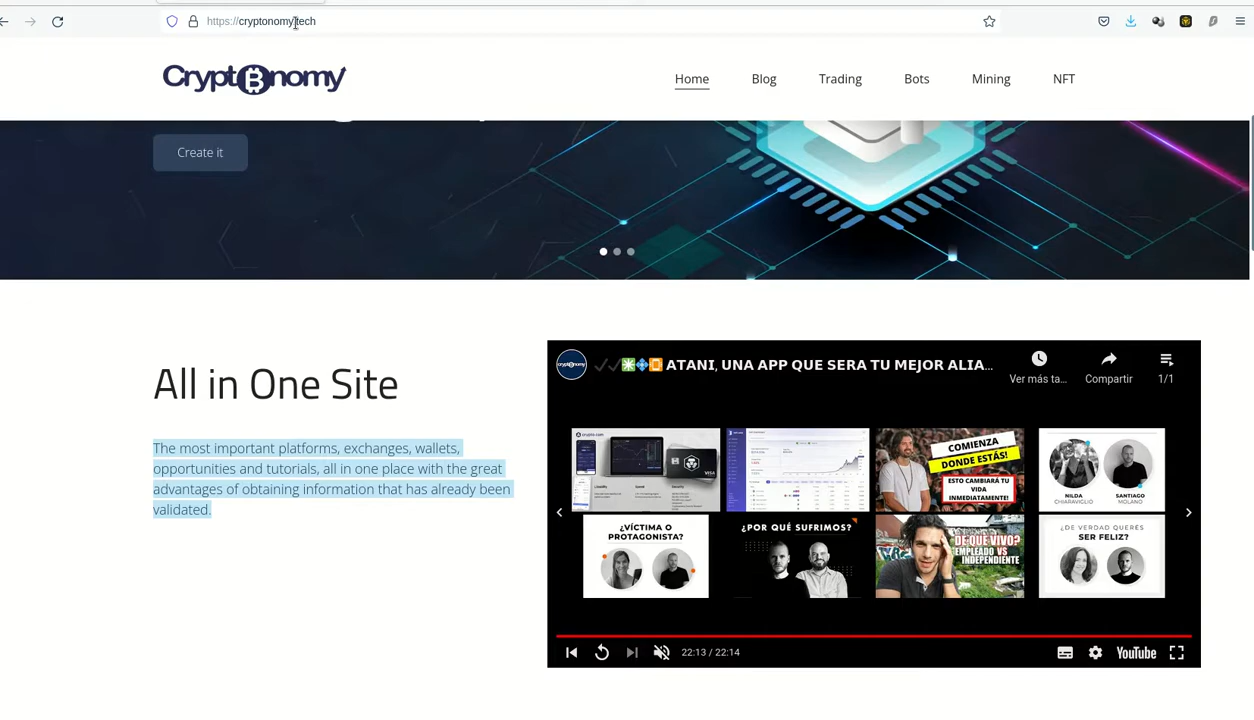 https://cryptonomy.tech
CryptBnomy
Home Blog Trading Bots Mining NFT
Create it
All in One Site
The most important platforms, exchanges, wallets,
opportunities and tutorials, all in one place with the great
advantages of obtaining information that has already been
validated.
ATANI, UNA APP QUE SERA TU MEJOR ALIA...
Ver más ta...
Compartir
1/1
crypto.com
VISA
COMIENZA
DONDE ESTÁS!
ESTO CAMBIARÁ TU
VIDA
INMEDIATAMENTE!
NILDA
CHIARAVIGLIO
SANTIAGO
MOLANO
¿VÍCTIMA O
PROTAGONISTA?
¿POR QUÉ SUFRIMOS?
DE QUE VIVO?
EMPLEADO VS
INDEPENDIENTE
¿DE VERDAD QUERÉS
SER FELIZ?
22:13 / 22:14
YouTube